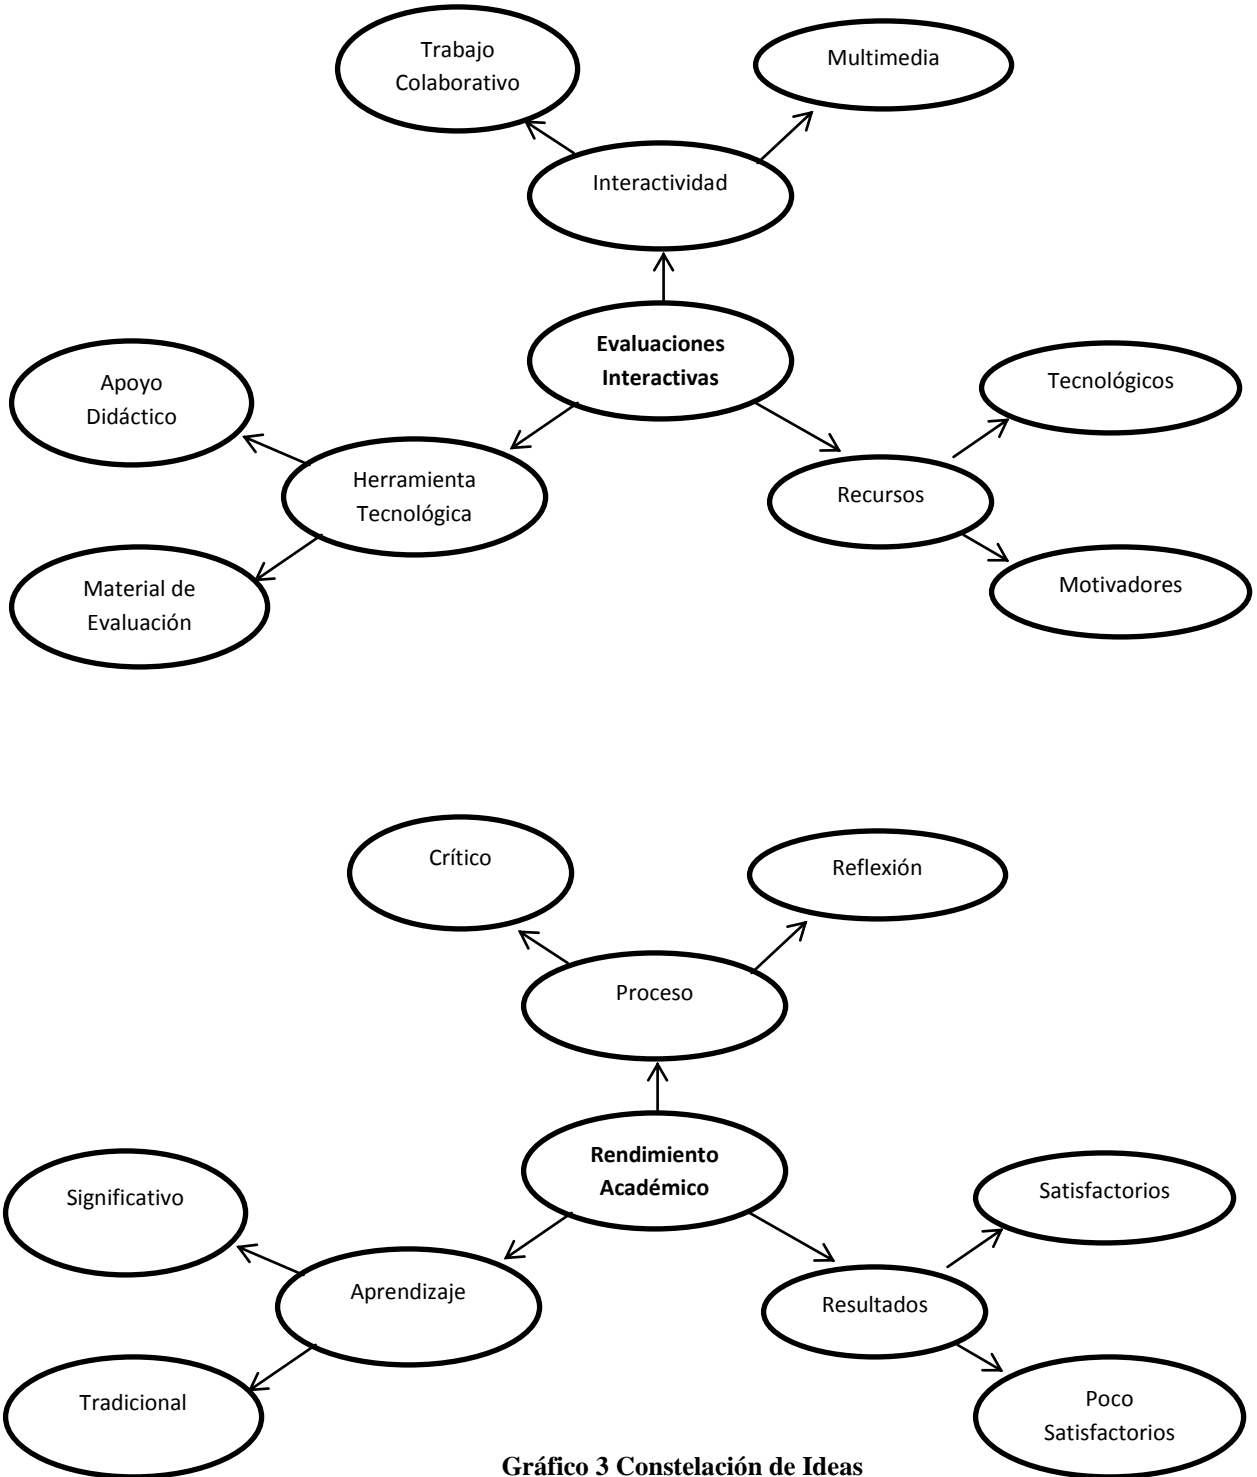 Trabajo
Colaborativo
Multimedia
Interactividad
Evaluaciones
Interactivas
Apoyo
Didáctico
Tecnológicos
Herramienta
Tecnológica
Recursos
Material de
Evaluación
Motivadores
Crítico
Reflexión
Proceso
Rendimiento
Académico
Significativo
Satisfactorios
Aprendizaje
Resultados
Tradicional
Poco
Satisfactorios
Gráfico 3 Constelación de Ideas